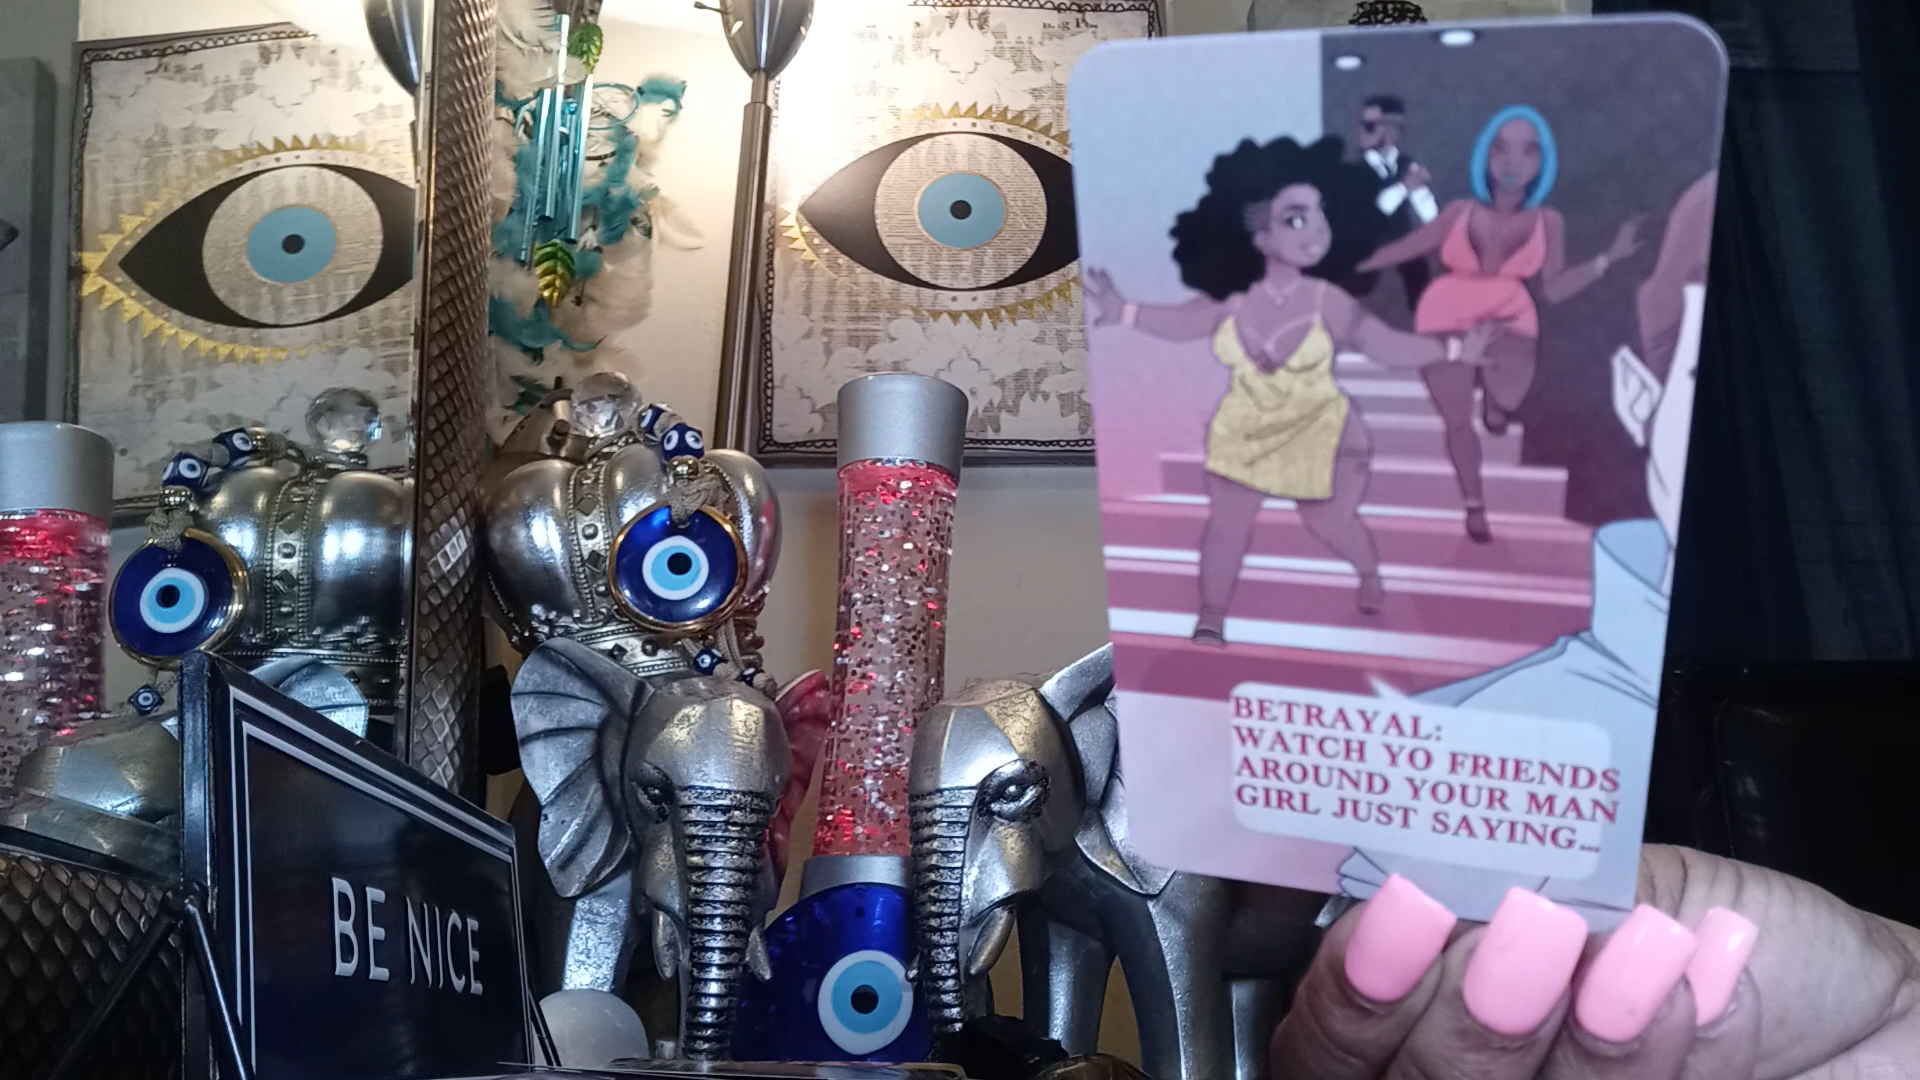 BETRAYAL:
WATCH YO FRIENDS
AROUND YOUR MAN
GIRL JUST SAYING...
BE NICE